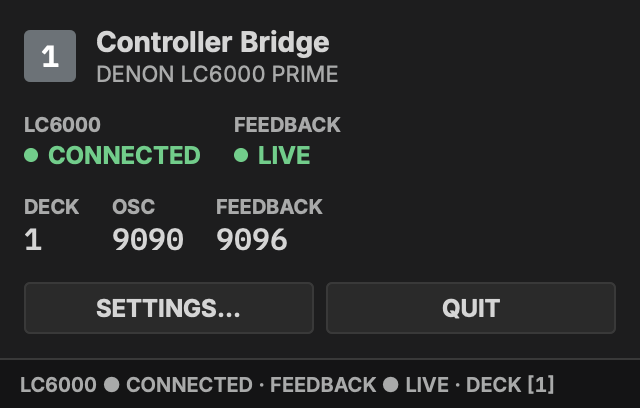 1
Controller Bridge
DENON LC6000 PRIME
LC6000 FEEDBACK
● CONNECTED ● LIVE
DECK OSC FEEDBACK
1 9090 9096
SETTINGS... QUIT
LC6000 ● CONNECTED · FEEDBACK ● LIVE · DECK [1]